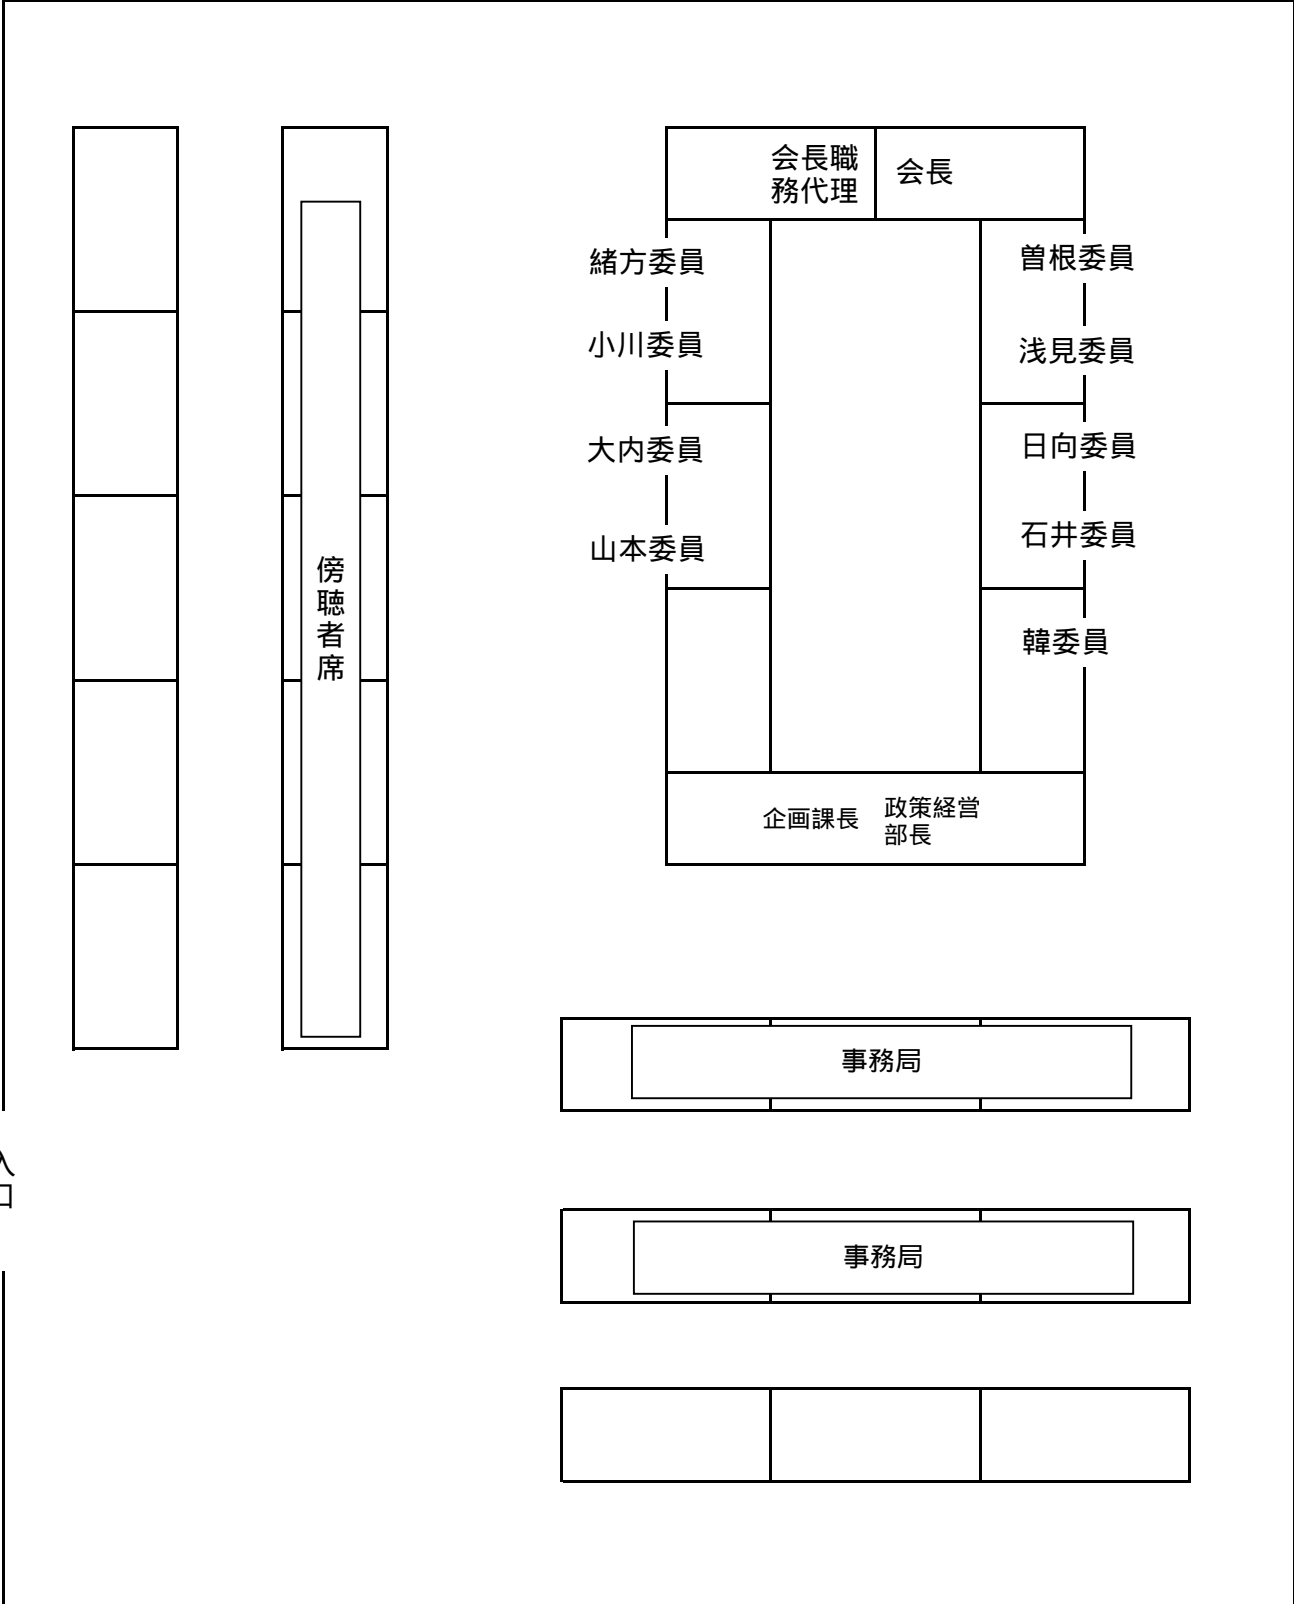 会長職
務代理
会長
緒方委員
曽根委員
小川委員
浅見委員
大内委員
日向委員
山本委員
石井委員
韓委員
傍聴者席
企画課長
政策経営
部長
事務局
入口
事務局